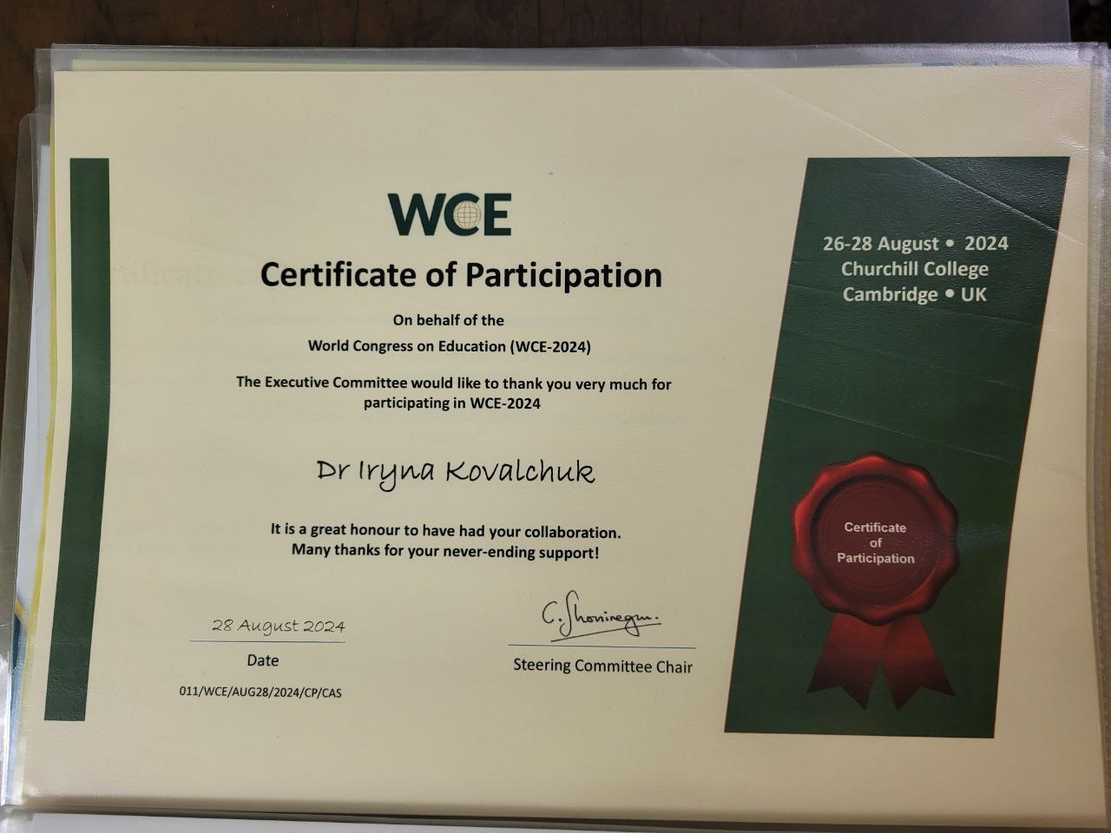 WCE
Certificate of Participation
On behalf of the
World Congress on Education (WCE-2024)
The Executive Committee would like to thank you very much for
participating in WCE-2024
Dr Iryna Kovalchuk
It is a great honour to have had your collaboration.
Many thanks for your never-ending support!
28 August 2024
Date
011/WCE/AUG28/2024/CP/CAS
C. Shoniregun.
Steering Committee Chair
26-28 August • 2024
Churchill College
Cambridge • UK
Certificate
of
Participation